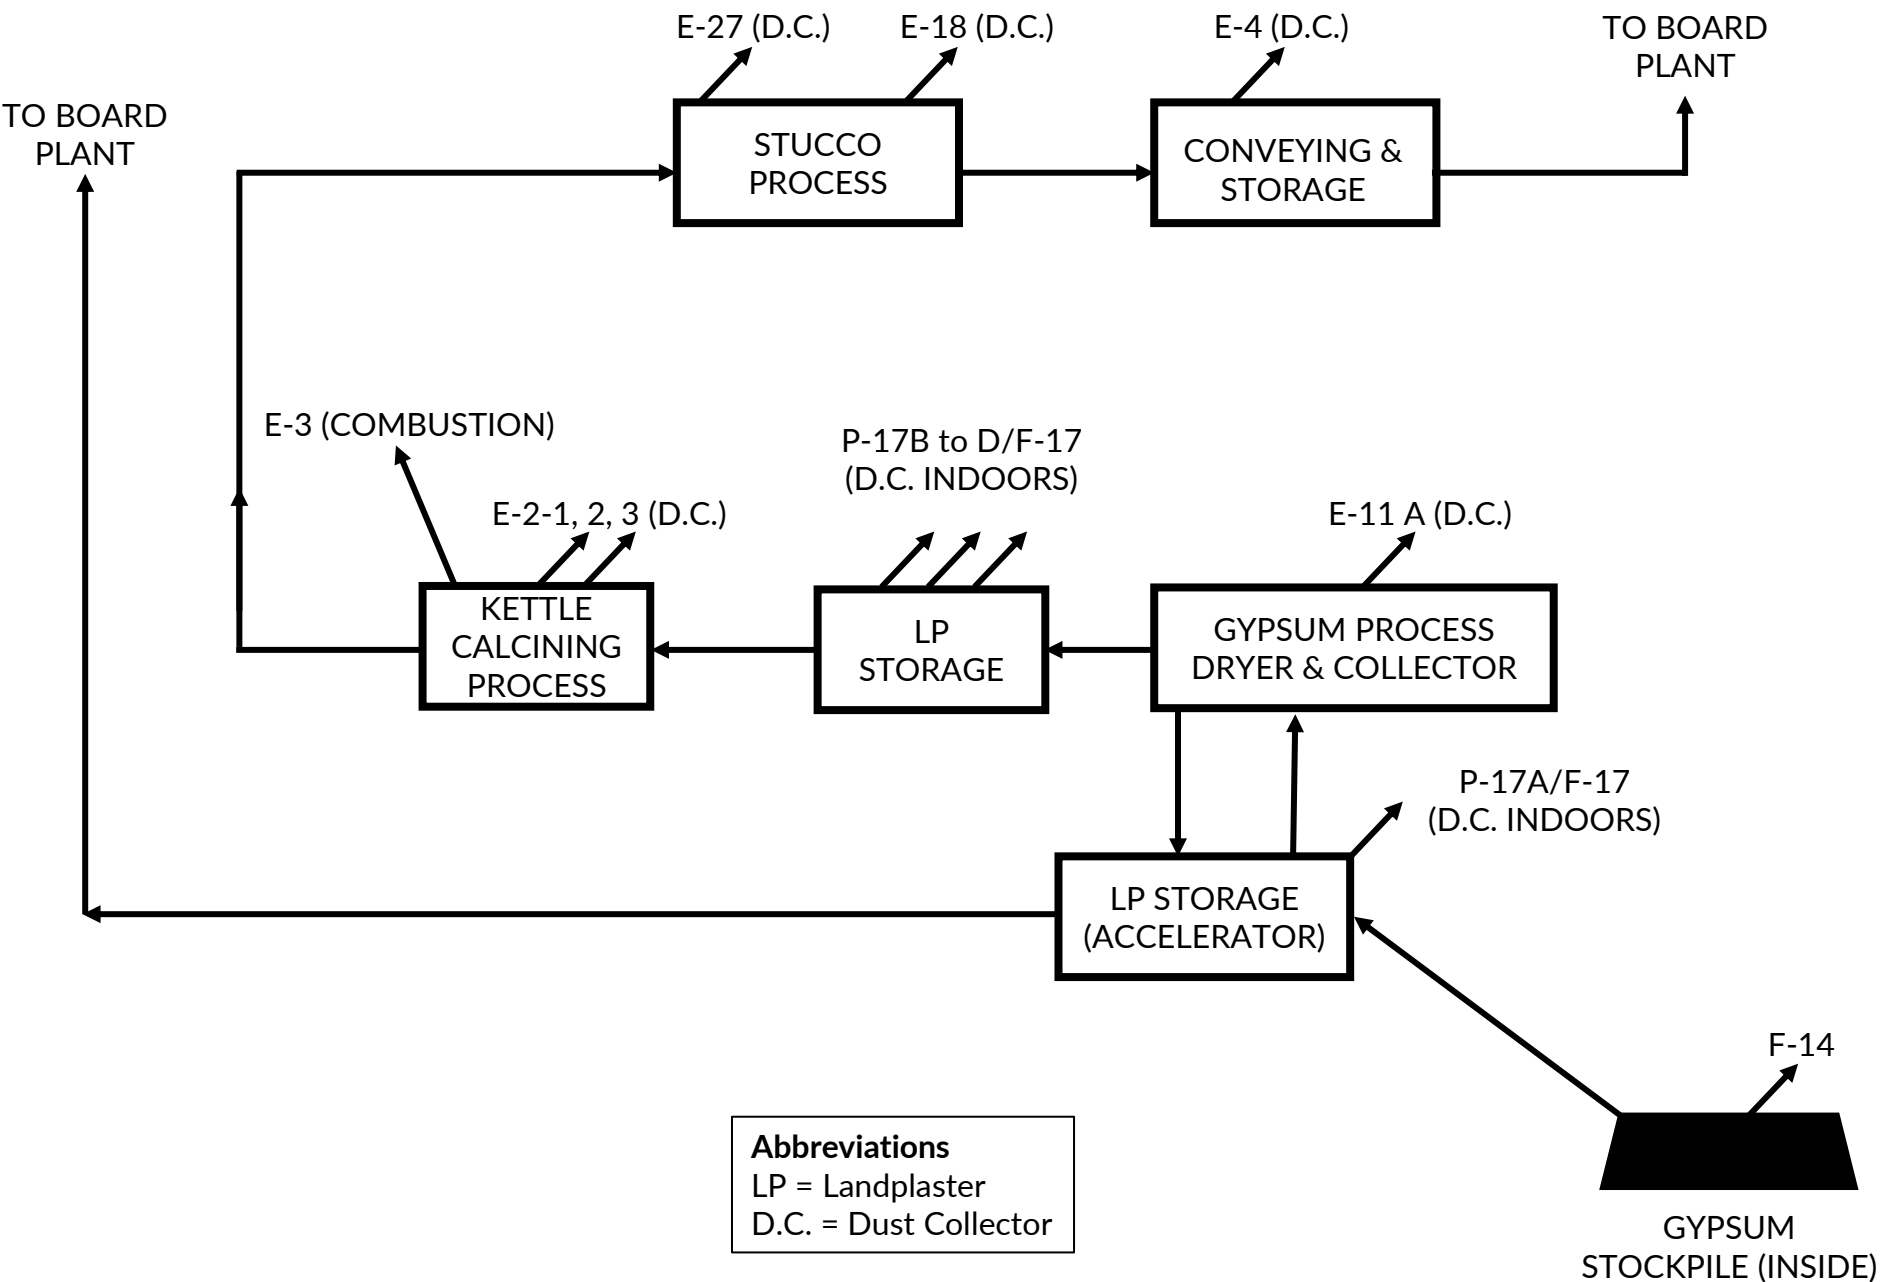 E-27 (D.C.)
E-18 (D.C.)
E-4 (D.C.)
TO BOARD
PLANT
TO BOARD
PLANT
STUCCO
PROCESS
CONVEYING &
STORAGE
E-3 (COMBUSTION)
P-17B to D/F-17
(D.C. INDOORS)
E-2-1, 2, 3 (D.C.)
E-11 A (D.C.)
KETTLE
CALCINING
PROCESS
LP
STORAGE
GYPSUM PROCESS
DRYER & COLLECTOR
P-17A/F-17
(D.C. INDOORS)
LP STORAGE
(ACCELERATOR)
F-14
Abbreviations
LP = Landplaster
D.C. = Dust Collector
GYPSUM
STOCKPILE (INSIDE)